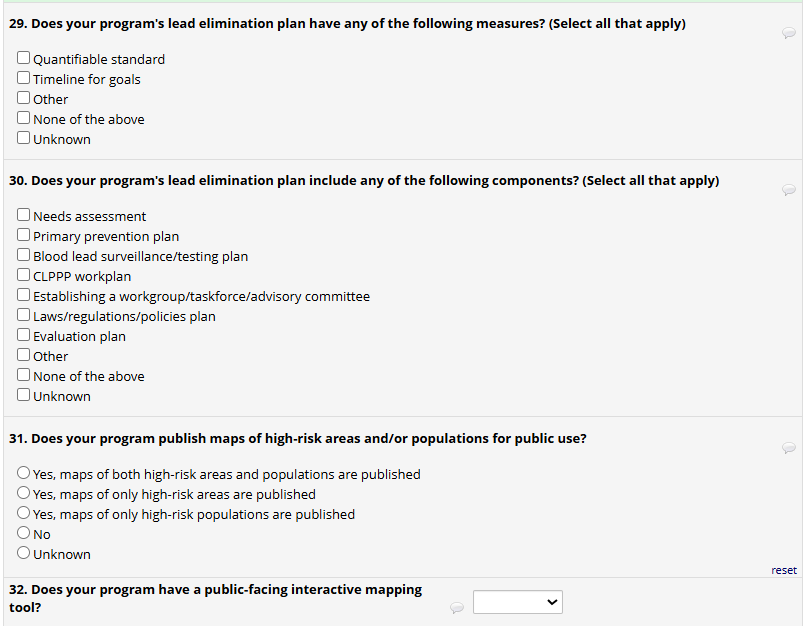 29. Does your program's lead elimination plan have any of the following measures? (Select all that apply)
Quantifiable standard
Timeline for goals
Other
None of the above
Unknown
30. Does your program's lead elimination plan include any of the following components? (Select all that apply)
Needs assessment
Primary prevention plan
Blood lead surveillance/testing plan
CLPPP workplan
Establishing a workgroup/taskforce/advisory committee
Laws/regulations/policies plan
Evaluation plan
Other
None of the above
Unknown
31. Does your program publish maps of high-risk areas and/or populations for public use?
Yes, maps of both high-risk areas and populations are published
Yes, maps of only high-risk areas are published
Yes, maps of only high-risk populations are published
No
Unknown
reset
32. Does your program have a public-facing interactive mapping
tool?